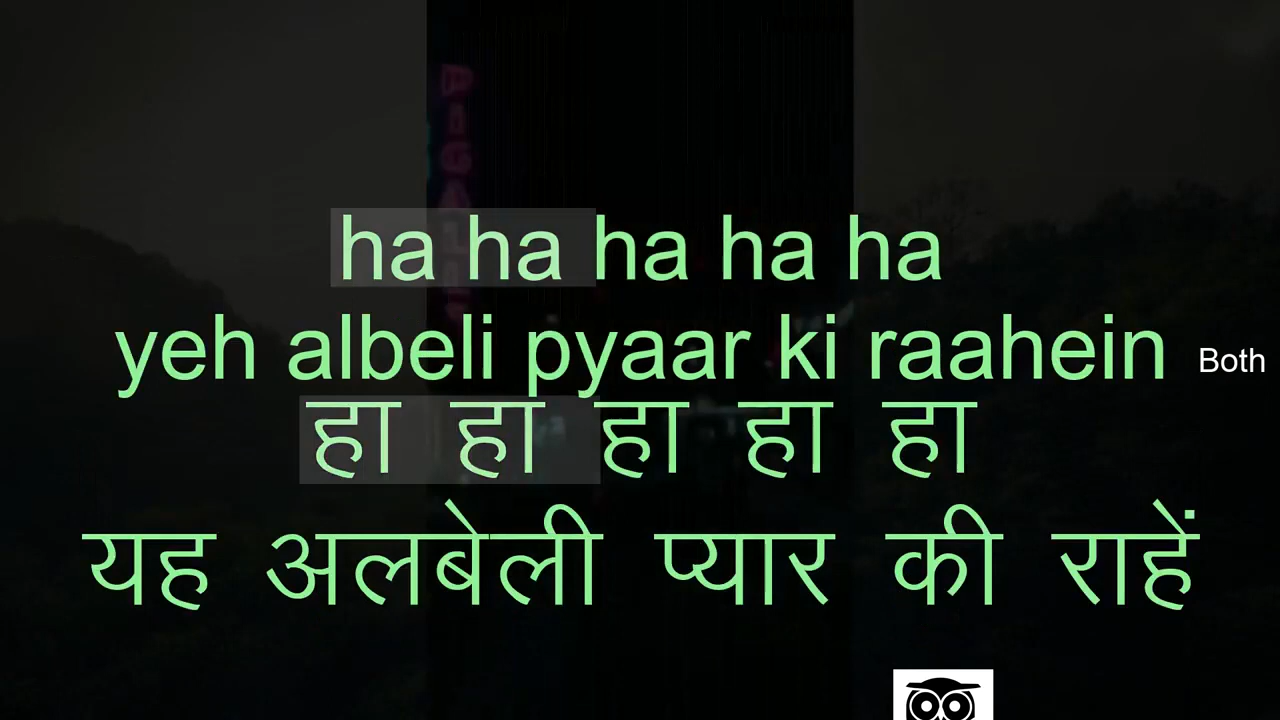 ha ha ha ha ha
yeh albeli pyaar ki raahein
Both
हा हा हा हा हा
यह अलबेली प्यार की राहें